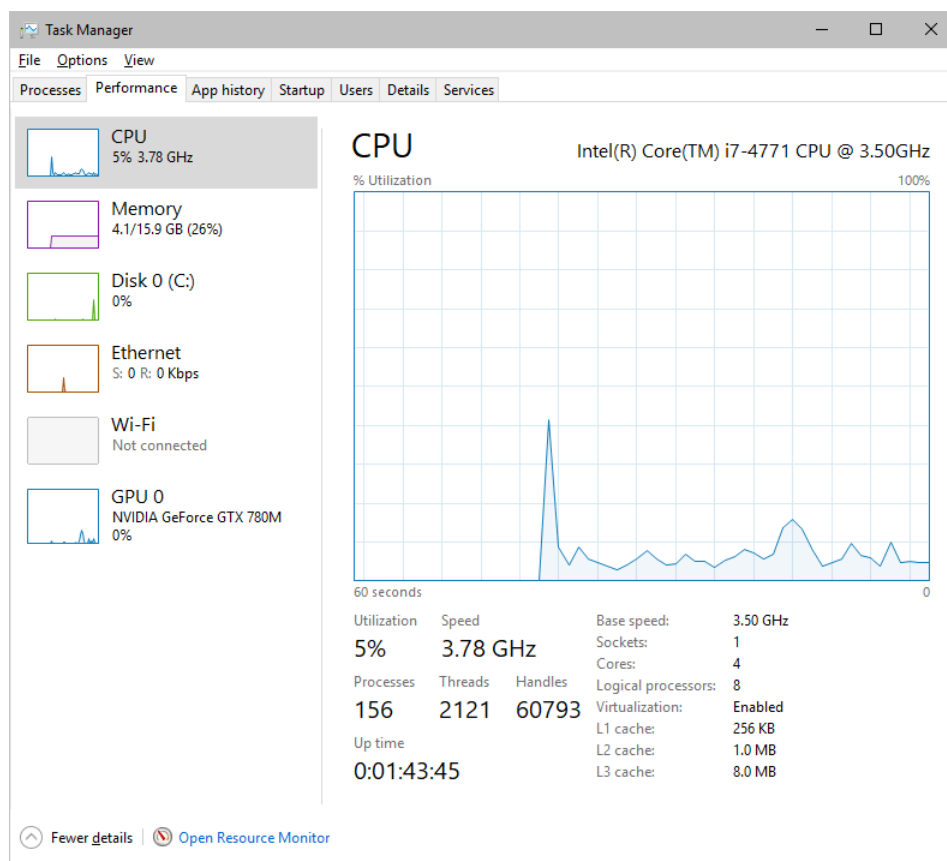 Task Manager
File Options View
Processes Performance App history Startup Users Details Services
CPU
5% 3.78 GHz
Memory
4.1/15.9 GB (26%)
Disk 0 (C:)
0%
Ethernet
S: 0 R: 0 Kbps
Wi-Fi
Not connected
GPU 0
NVIDIA GeForce GTX 780M
0%
CPU Intel(R) Core(TM) i7-4771 CPU @ 3.50GHz
% Utilization 100%
60 seconds 0
Utilization Speed
5% 3.78 GHz
Processes Threads Handles
156 2121 60793
Up time
0:01:43:45
Base speed: 3.50 GHz
Sockets: 1
Cores: 4
Logical processors: 8
Virtualization: Enabled
L1 cache: 256 KB
L2 cache: 1.0 MB
L3 cache: 8.0 MB
Fewer details Open Resource Monitor